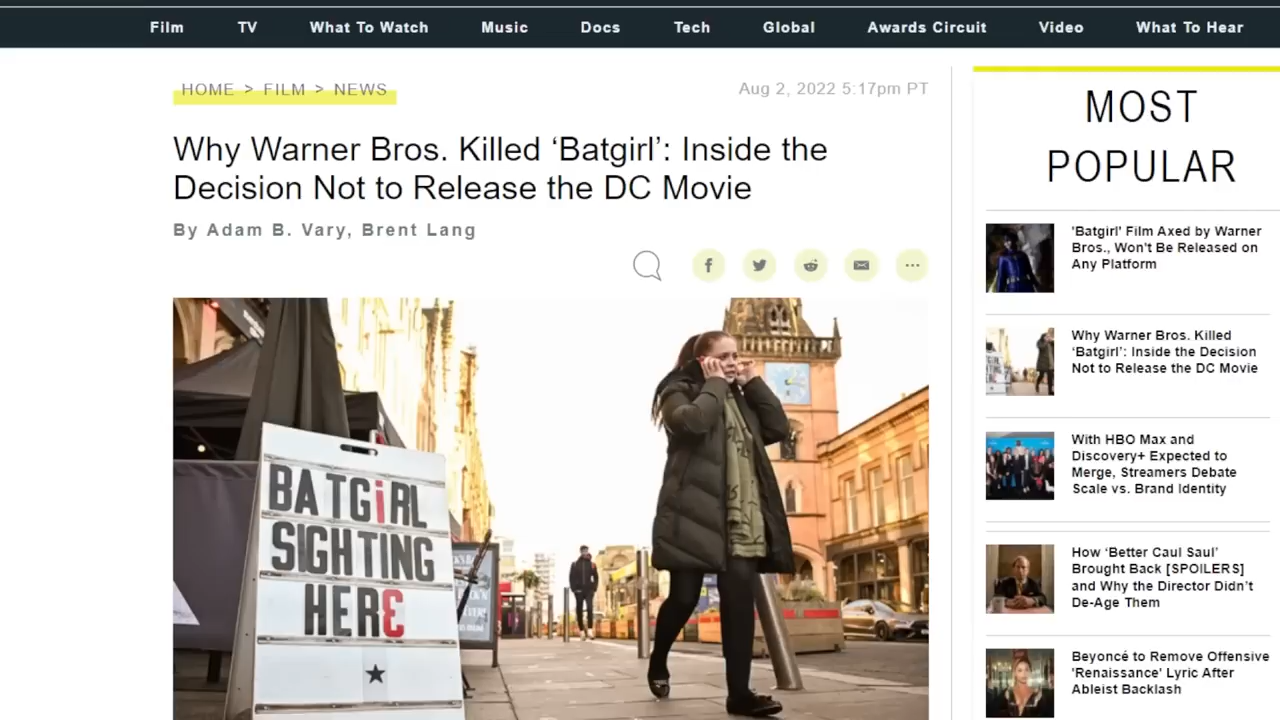 Film TV What To Watch Music Docs Tech Global Awards Circuit Video What To Hear
HOME > FILM > NEWS
Aug 2, 2022 5:17pm PT
Why Warner Bros. Killed ‘Batgirl’: Inside the
Decision Not to Release the DC Movie
By Adam B. Vary, Brent Lang
BATGiRL
SIGHTING
HERE
MOST
POPULAR
'Batgirl' Film Axed by Warner
Bros., Won't Be Released on
Any Platform
Why Warner Bros. Killed
‘Batgirl’: Inside the Decision
Not to Release the DC Movie
With HBO Max and
Discovery+ Expected to
Merge, Streamers Debate
Scale vs. Brand Identity
How ‘Better Caul Saul’
Brought Back [SPOILERS]
and Why the Director Didn’t
De-Age Them
Beyoncé to Remove Offensive
'Renaissance' Lyric After
Ableist Backlash